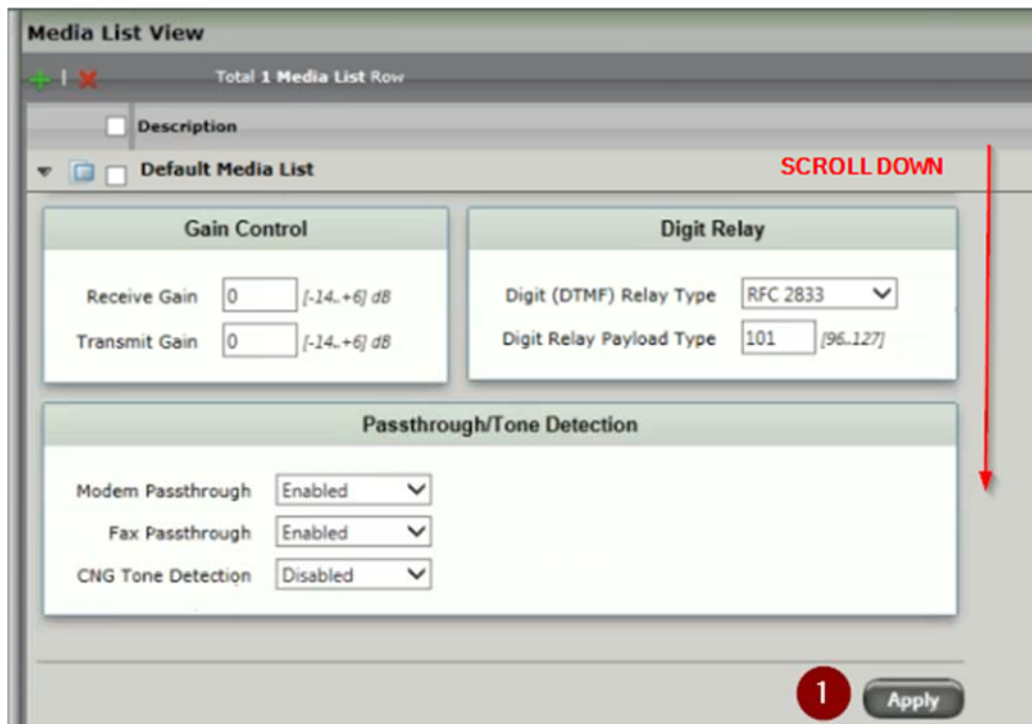 Media List View
Total 1 Media List Row
Description
Default Media List
SCROLL DOWN
Gain Control
Receive Gain 0 [-14..+6] dB
Transmit Gain 0 [-14..+6] dB
Digit Relay
Digit (DTMF) Relay Type RFC 2833
Digit Relay Payload Type 101 [96..127]
Passthrough/Tone Detection
Modem Passthrough Enabled
Fax Passthrough Enabled
CNG Tone Detection Disabled
1 Apply